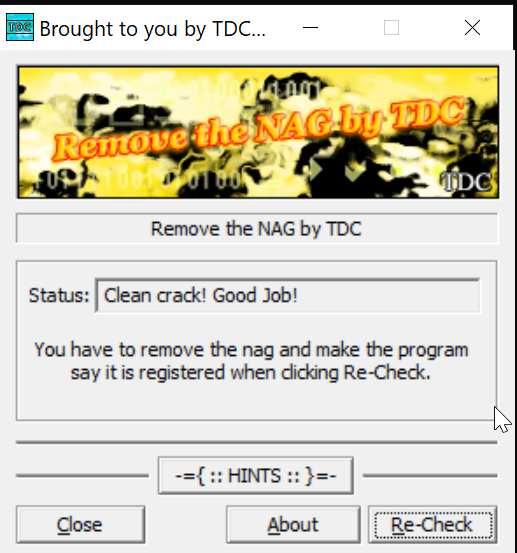 TDC
Brought to you by TDC...
Remove the NAG by TDC
TDC
Remove the NAG by TDC
Status: Clean crack! Good Job!
You have to remove the nag and make the program
say it is registered when clicking Re-Check.
-={ :: HINTS :: }=-
Close About Re-Check